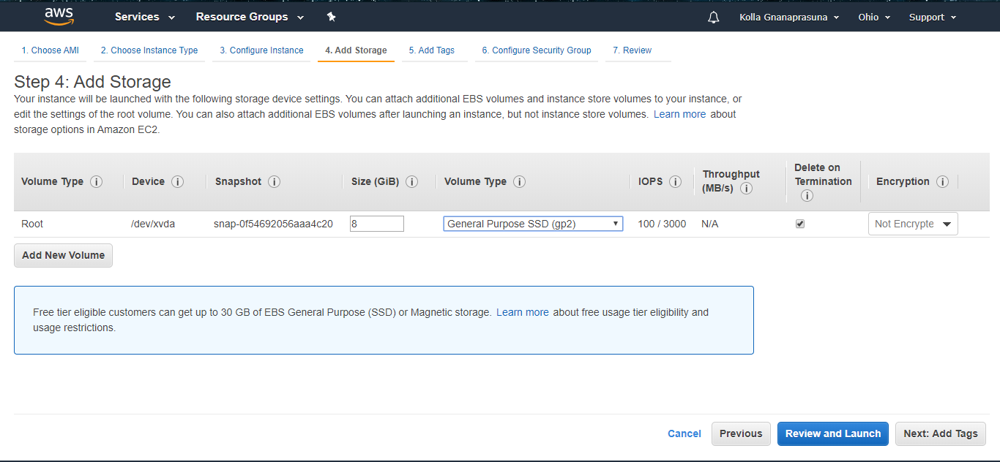 aws Services Resource Groups Kolla Gnanaprasuna Ohio Support
1. Choose AMI 2. Choose Instance Type 3. Configure Instance 4. Add Storage 5. Add Tags 6. Configure Security Group 7. Review
Step 4: Add Storage
Your instance will be launched with the following storage device settings. You can attach additional EBS volumes and instance store volumes to your instance, or
edit the settings of the root volume. You can also attach additional EBS volumes after launching an instance, but not instance store volumes. Learn more about
storage options in Amazon EC2.
Volume Type i Device i Snapshot i Size (GiB) i Volume Type i IOPS i Throughput (MB/s) i Delete on Termination i Encryption i
Root /dev/xvda snap-0f54692056aaa4c20 8 General Purpose SSD (gp2) 100 / 3000 N/A Not Encrypte
Add New Volume
Free tier eligible customers can get up to 30 GB of EBS General Purpose (SSD) or Magnetic storage. Learn more about free usage tier eligibility and
usage restrictions.
Cancel Previous Review and Launch Next: Add Tags